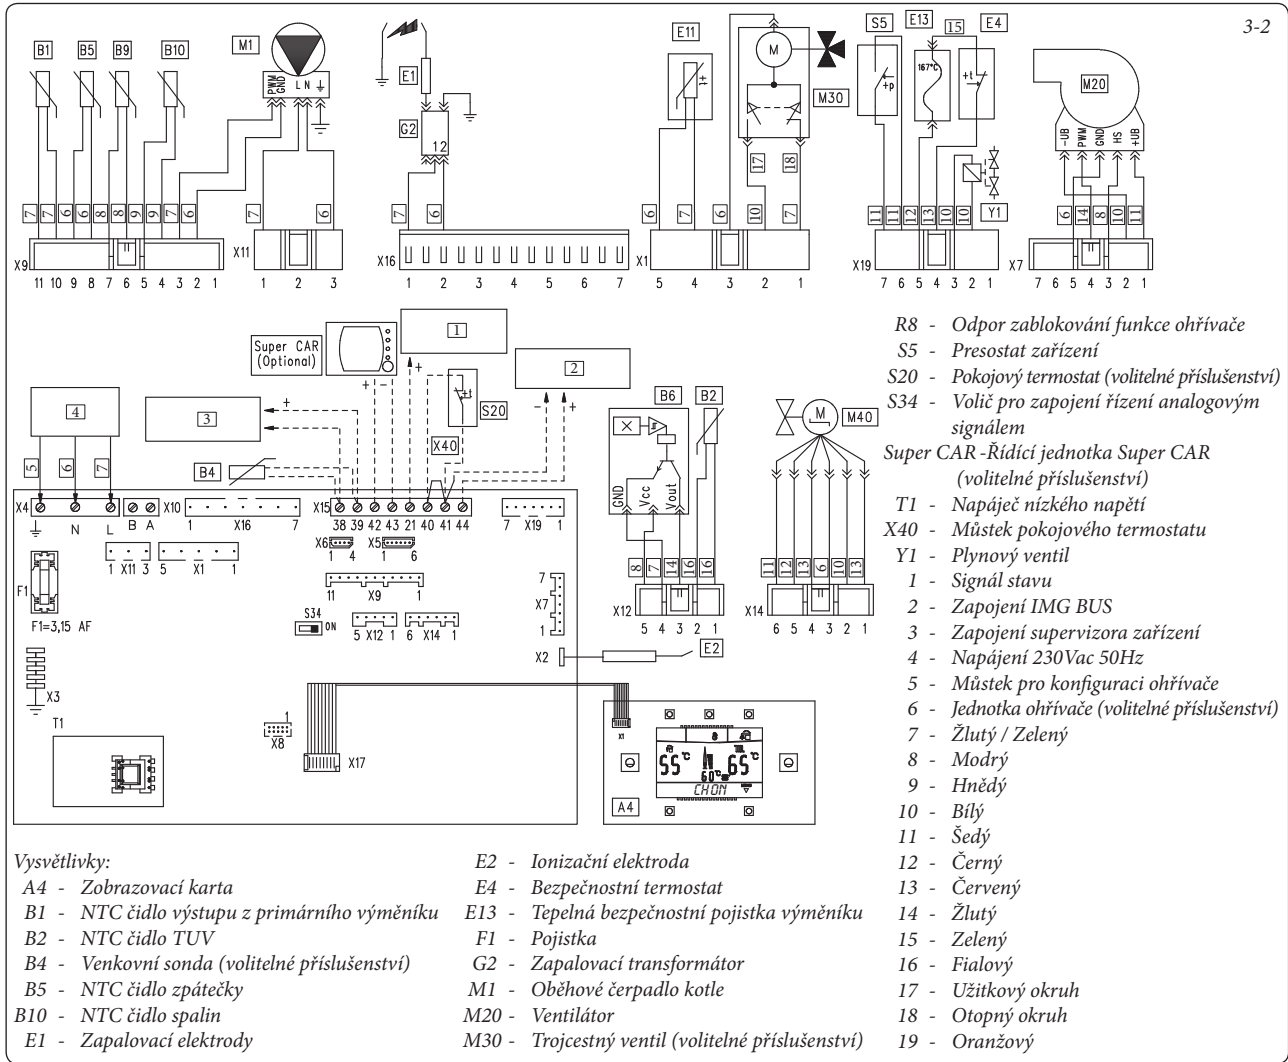 3-2
B1 B5 B9 B10 M1 E1 G2 E11 M30 S5 E13 15 E4 M20
PWM GND L N
12
+t
M
167°C
+p
+t
-UB PWM GND HS +UB
17 18
Y1
7 7 6 6 8 8 9 9 7 6
7 6
7 6
6 7 6 10 7
11 11 12 13 10 10
6 14 8 10 11
X9 X11 X16 X1 X19 X7
11 10 9 8 7 6 5 4 3 2 1
1 2 3
1 2 3 4 5 6 7
5 4 3 2 1
7 6 5 4 3 2 1
7 6 5 4 3 2 1
Super CAR
(Optional)
1
2
3
4
+ - +
- +
+
+t
S20
X40
B4
5 6 7
B6 B2
GND Vcc Vout
M
M40
8 7 14 16 16
11 12 13 6 10 13
X12 X14
5 4 3 2 1
6 5 4 3 2 1
X4 N L B A
X10 1 X16 7
X15 38 39 42 43 21 40 41 44
7 X19 1
1 X11 3
5 X1 1
X6 1 4
X5 1 6
11 X9 1
7 X7 1
F1
F1=3,15 AF
S34
ON
5 X12 1
6 X14 1
X2
E2
X3
T1
1
X8
X17
X1
A4
55 °C 60°C 65 °C
CH ON
R8 - Odpor zablokování funkce ohřívače
S5 - Presostat zařízení
S20 - Pokojový termostat (volitelné příslušenství)
S34 - Volič pro zapojení řízení analogovým
signálem
Super CAR -Řídící jednotka Super CAR
(volitelné příslušenství)
T1 - Napáječ nízkého napětí
X40 - Můstek pokojového termostatu
Y1 - Plynový ventil
1 - Signál stavu
2 - Zapojení IMG BUS
3 - Zapojení supervizora zařízení
4 - Napájení 230Vac 50Hz
5 - Můstek pro konfiguraci ohřívače
6 - Jednotka ohřívače (volitelné příslušenství)
7 - Žlutý / Zelený
8 - Modrý
9 - Hnědý
10 - Bílý
11 - Šedý
12 - Černý
13 - Červený
14 - Žlutý
15 - Zelený
16 - Fialový
17 - Užitkový okruh
18 - Otopný okruh
19 - Oranžový
Vysvětlivky:
A4 - Zobrazovací karta
B1 - NTC čidlo výstupu z primárního výměníku
B2 - NTC čidlo TUV
B4 - Venkovní sonda (volitelné příslušenství)
B5 - NTC čidlo zpátečky
B10 - NTC čidlo spalin
E1 - Zapalovací elektrody
E2 - Ionizační elektroda
E4 - Bezpečnostní termostat
E13 - Tepelná bezpečnostní pojistka výměníku
F1 - Pojistka
G2 - Zapalovací transformátor
M1 - Oběhové čerpadlo kotle
M20 - Ventilátor
M30 - Trojcestný ventil (volitelné příslušenství)